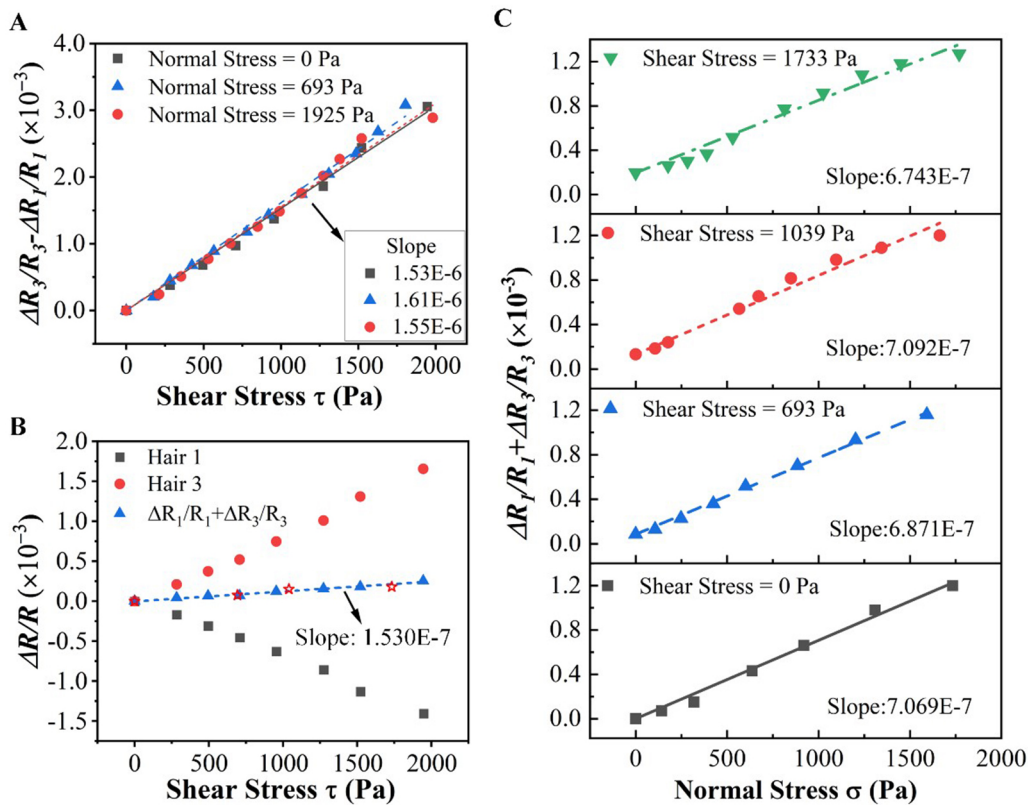 A
Normal Stress = 0 Pa
Normal Stress = 693 Pa
Normal Stress = 1925 Pa
4.0
3.0
2.0
1.0
0.0
ΔR3/R3-ΔR1/R1 (×10⁻³)
Slope
1.53E-6
1.61E-6
1.55E-6
0 500 1000 1500 2000
Shear Stress τ (Pa)
B
Hair 1
Hair 3
ΔR₁/R₁+ΔR₃/R₃
2.0
1.5
1.0
0.5
0.0
-0.5
-1.0
-1.5
ΔR/R (×10⁻³)
Slope: 1.530E-7
0 500 1000 1500 2000
Shear Stress τ (Pa)
C
ΔR1/R1+ΔR3/R3 (×10⁻³)
Shear Stress = 1733 Pa
1.2
0.8
0.4
0.0
Slope:6.743E-7
Shear Stress = 1039 Pa
1.2
0.8
0.4
0.0
Slope:7.092E-7
Shear Stress = 693 Pa
1.2
0.8
0.4
0.0
Slope:6.871E-7
Shear Stress = 0 Pa
1.2
0.8
0.4
0.0
Slope:7.069E-7
0 500 1000 1500 2000
Normal Stress σ (Pa)